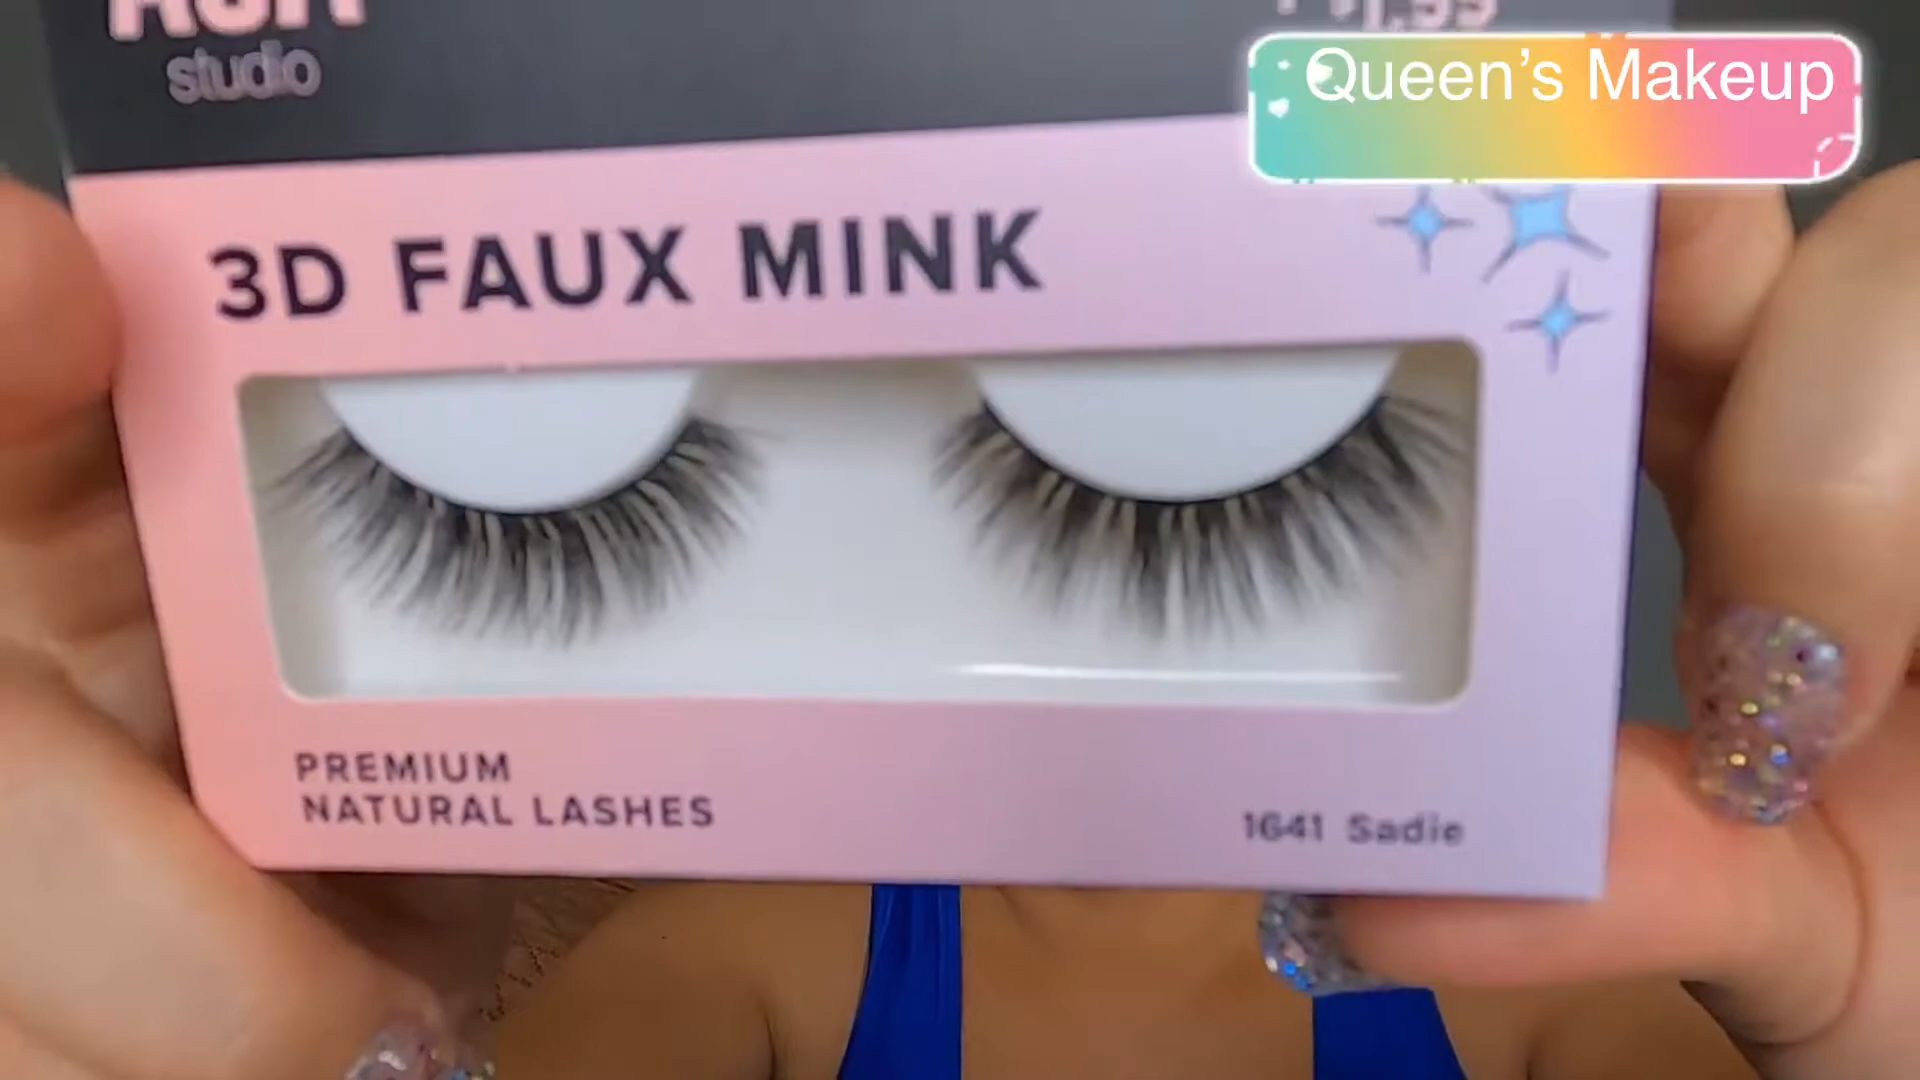 studio
Queen’s Makeup
3D FAUX MINK
PREMIUM
NATURAL LASHES
1641 Sadie